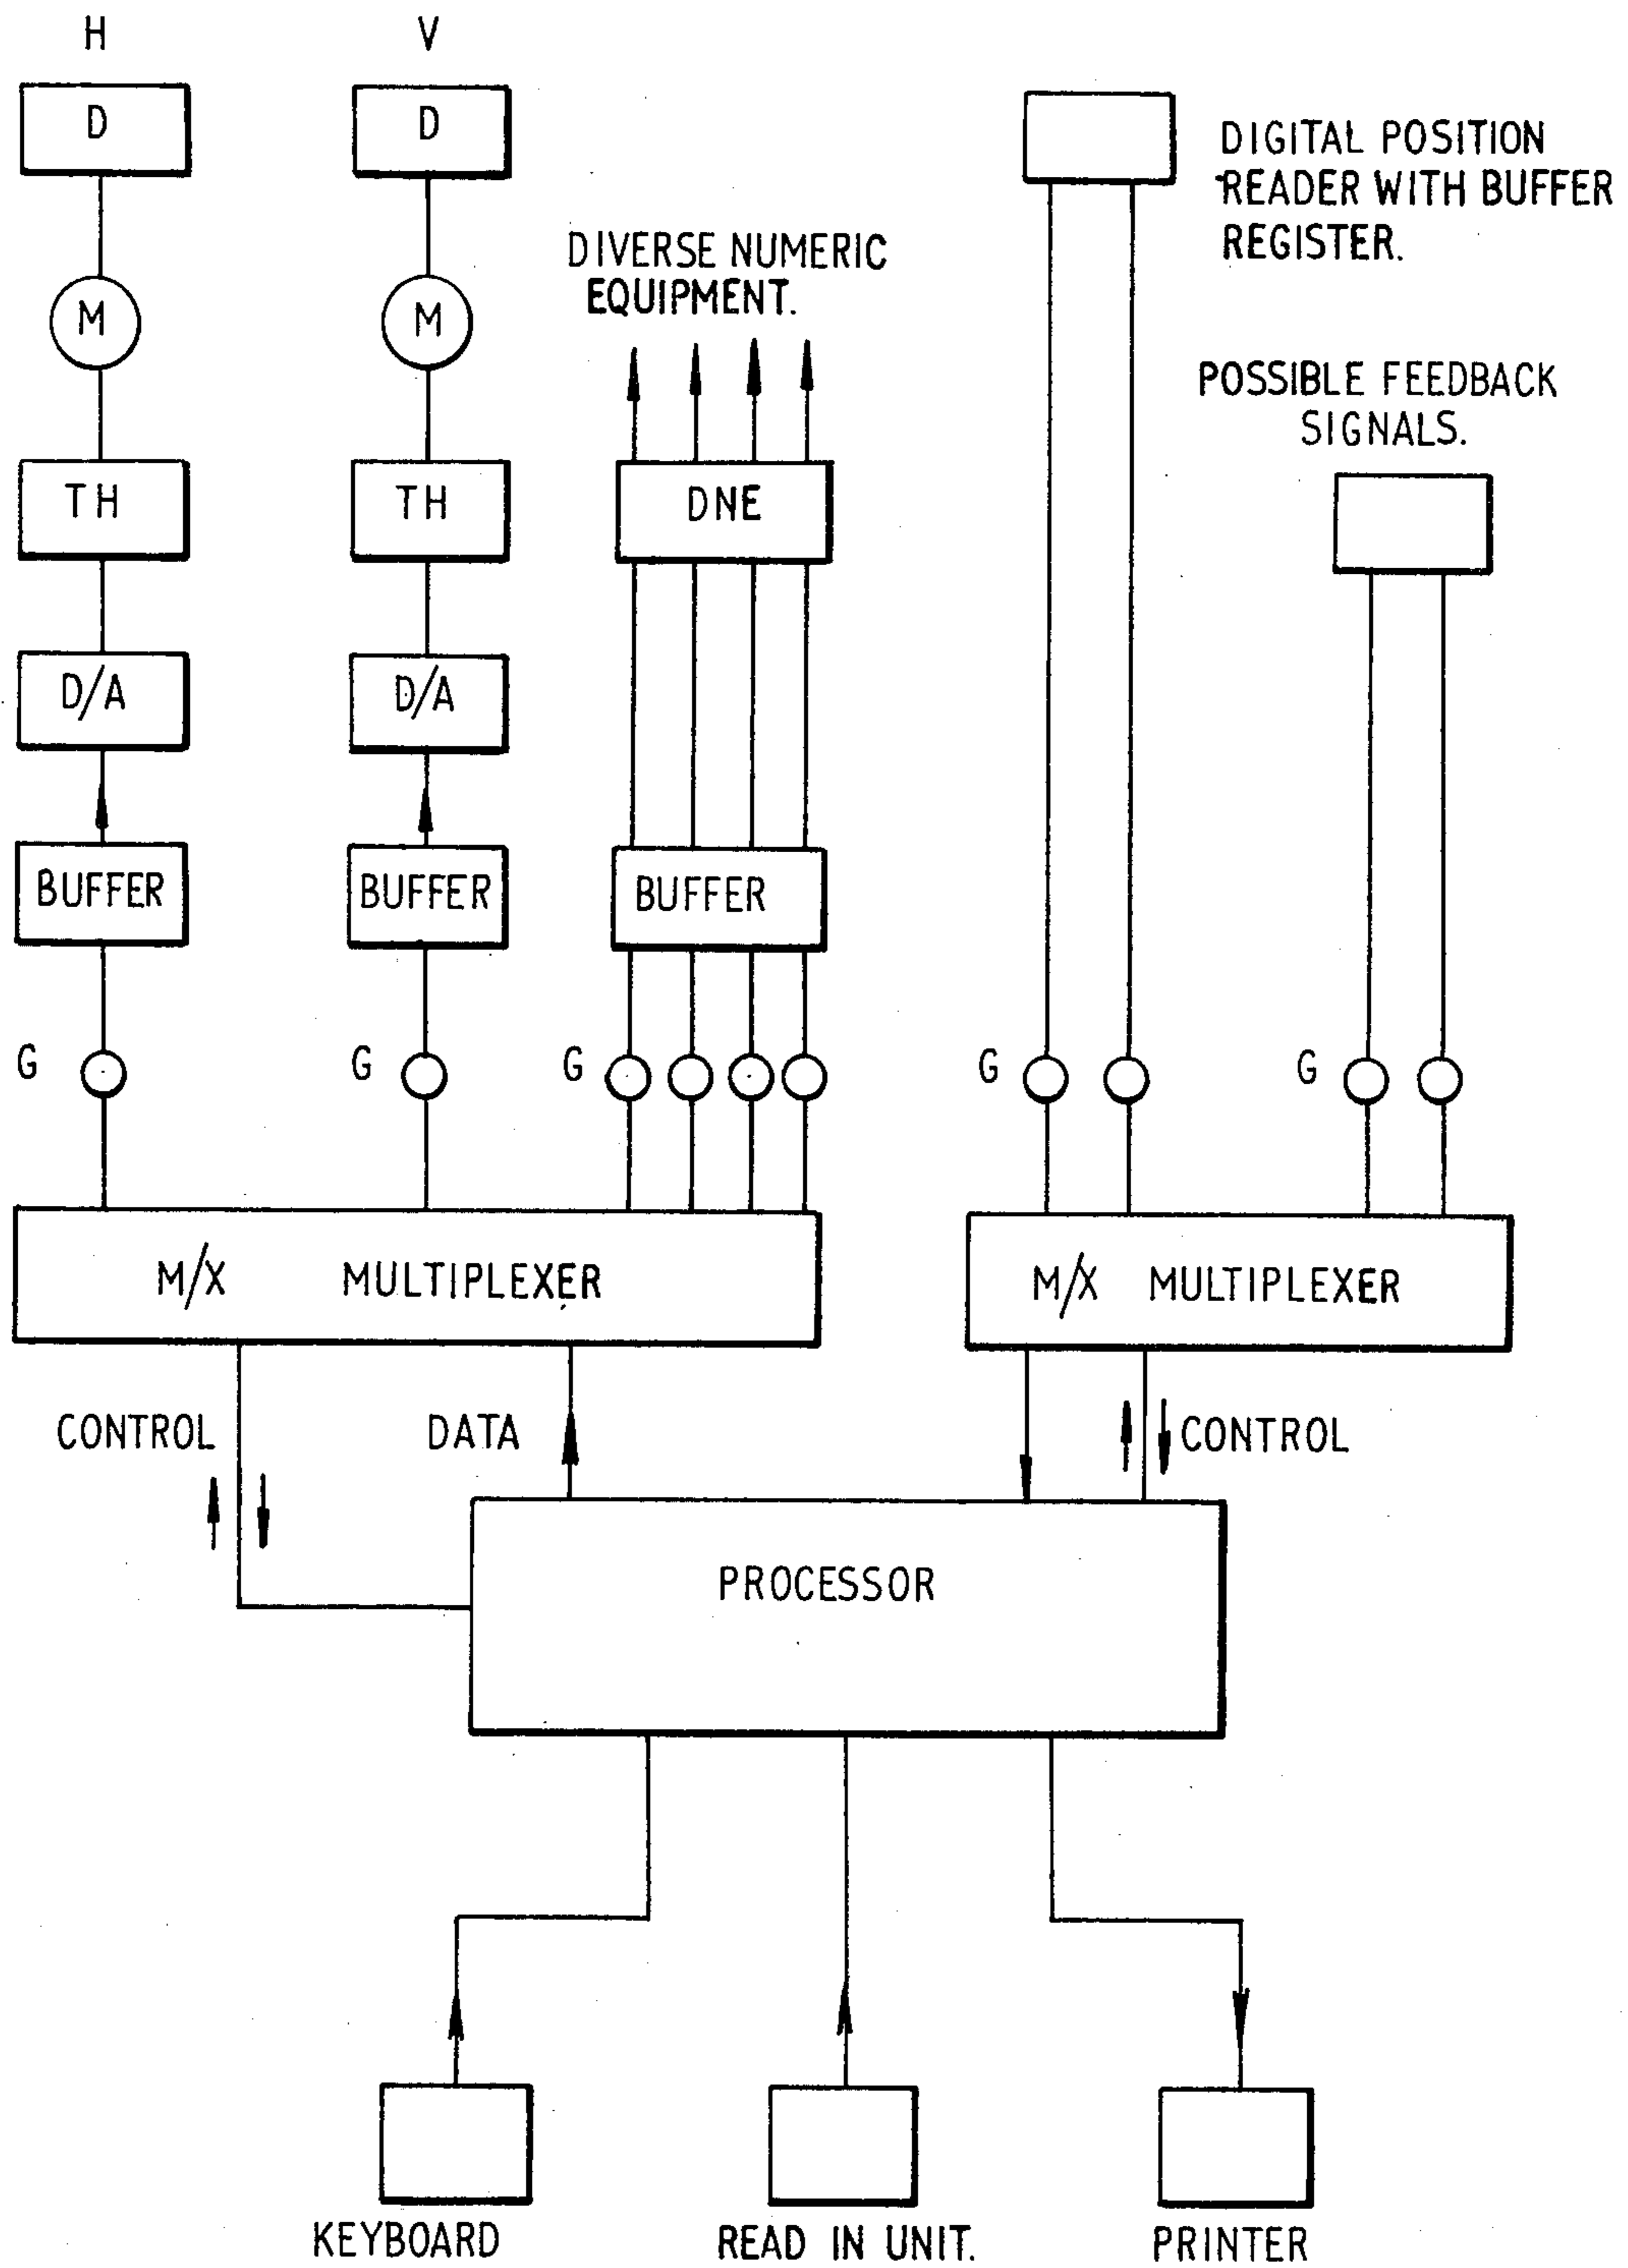 H V
D D
DIGITAL POSITION
READER WITH BUFFER
REGISTER.
DIVERSE NUMERIC
EQUIPMENT.
M M
POSSIBLE FEEDBACK
SIGNALS.
TH TH DNE
D/A D/A
BUFFER BUFFER BUFFER
G G G G G
M/X MULTIPLEXER M/X MULTIPLEXER
CONTROL DATA CONTROL
PROCESSOR
KEYBOARD READ IN UNIT. PRINTER